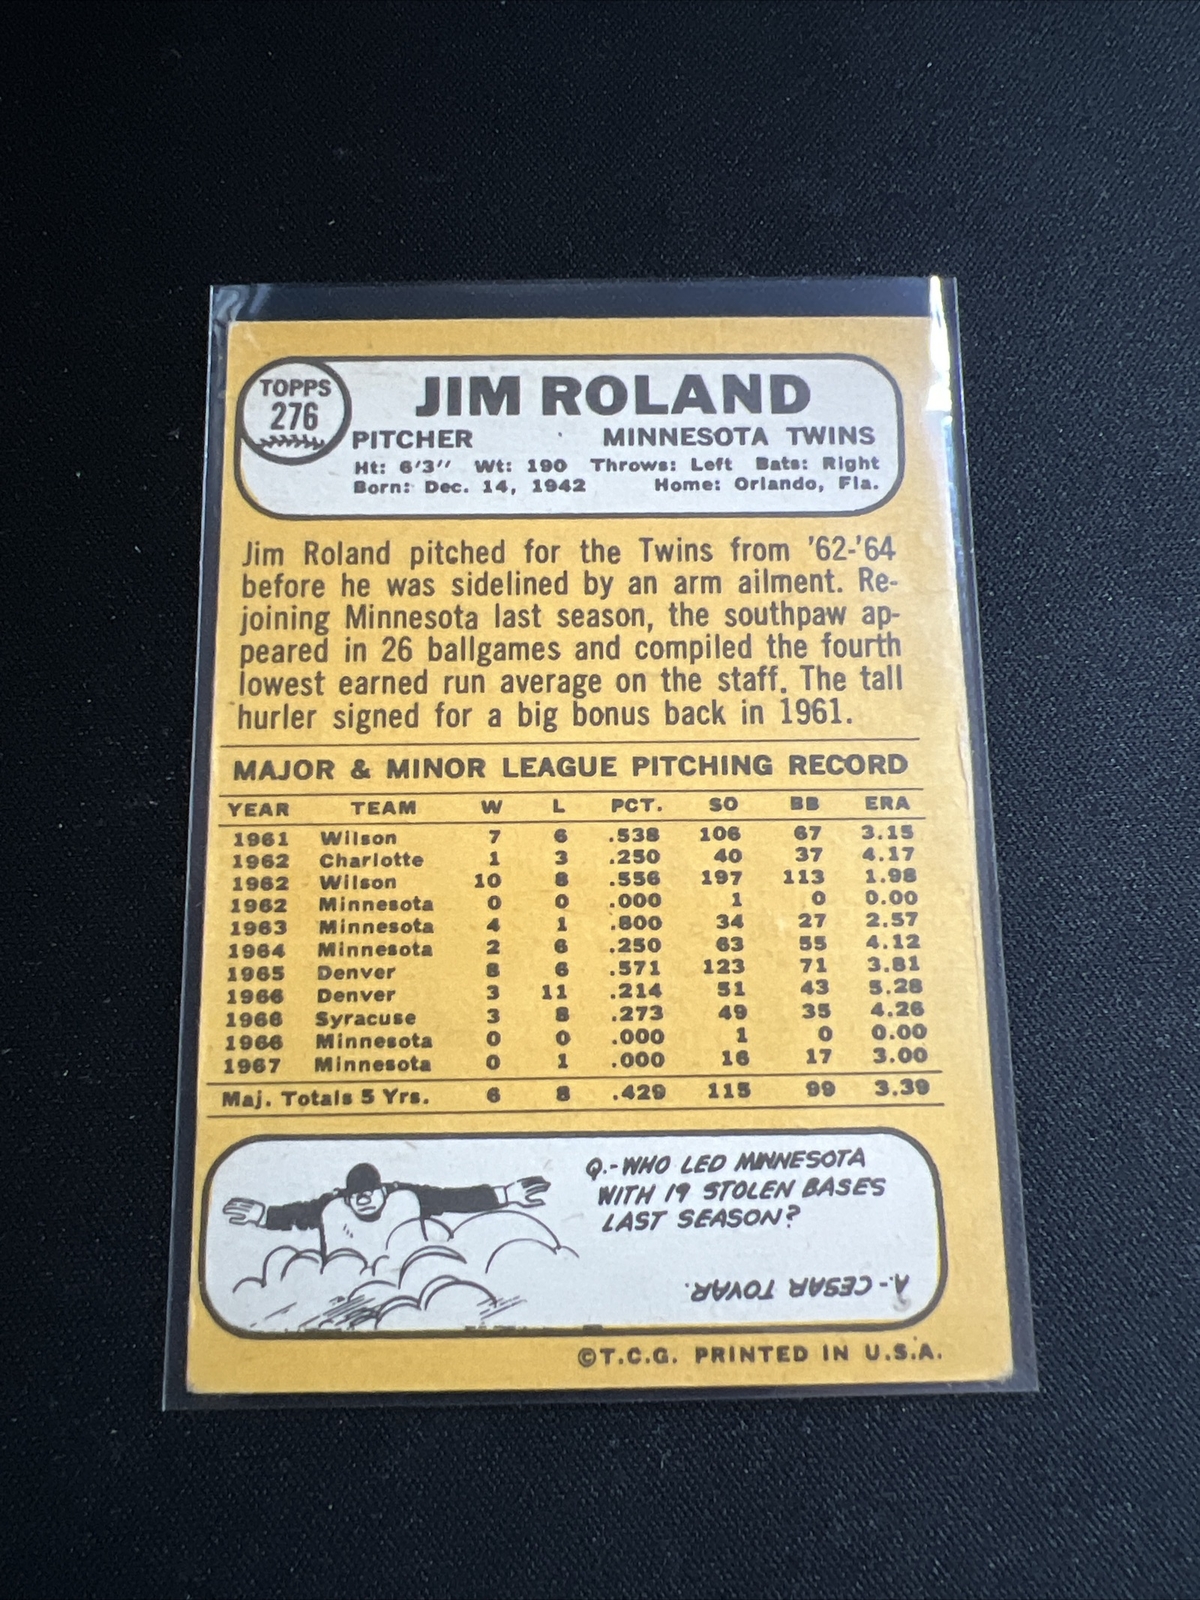 TOPPS
276
JIM ROLAND
PITCHER MINNESOTA TWINS
Ht: 6'3" Wt: 190 Throws: Left Bats: Right
Born: Dec. 14, 1942 Home: Orlando, Fla.
Jim Roland pitched for the Twins from '62-'64
before he was sidelined by an arm ailment. Re-
joining Minnesota last season, the southpaw ap-
peared in 26 ballgames and compiled the fourth
lowest earned run average on the staff. The tall
hurler signed for a big bonus back in 1961.
MAJOR & MINOR LEAGUE PITCHING RECORD
YEAR TEAM W L PCT. SO BB ERA
1961 Wilson 7 6 .538 106 67 3.15
1962 Charlotte 1 3 .250 40 37 4.17
1962 Wilson 10 8 .556 197 113 1.98
1962 Minnesota 0 0 .000 1 0 0.00
1963 Minnesota 4 1 .800 34 27 2.57
1964 Minnesota 2 6 .250 63 55 4.12
1965 Denver 8 6 .571 123 71 3.81
1966 Denver 3 11 .214 51 43 5.28
1966 Syracuse 3 8 .273 49 35 4.26
1966 Minnesota 0 0 .000 1 0 0.00
1967 Minnesota 0 1 .000 16 17 3.00
Maj. Totals 5 Yrs. 6 8 .429 115 99 3.39
Q.-WHO LED MINNESOTA
WITH 19 STOLEN BASES
LAST SEASON?
A.-CESAR TOVAR.
©T.C.G. PRINTED IN U.S.A.